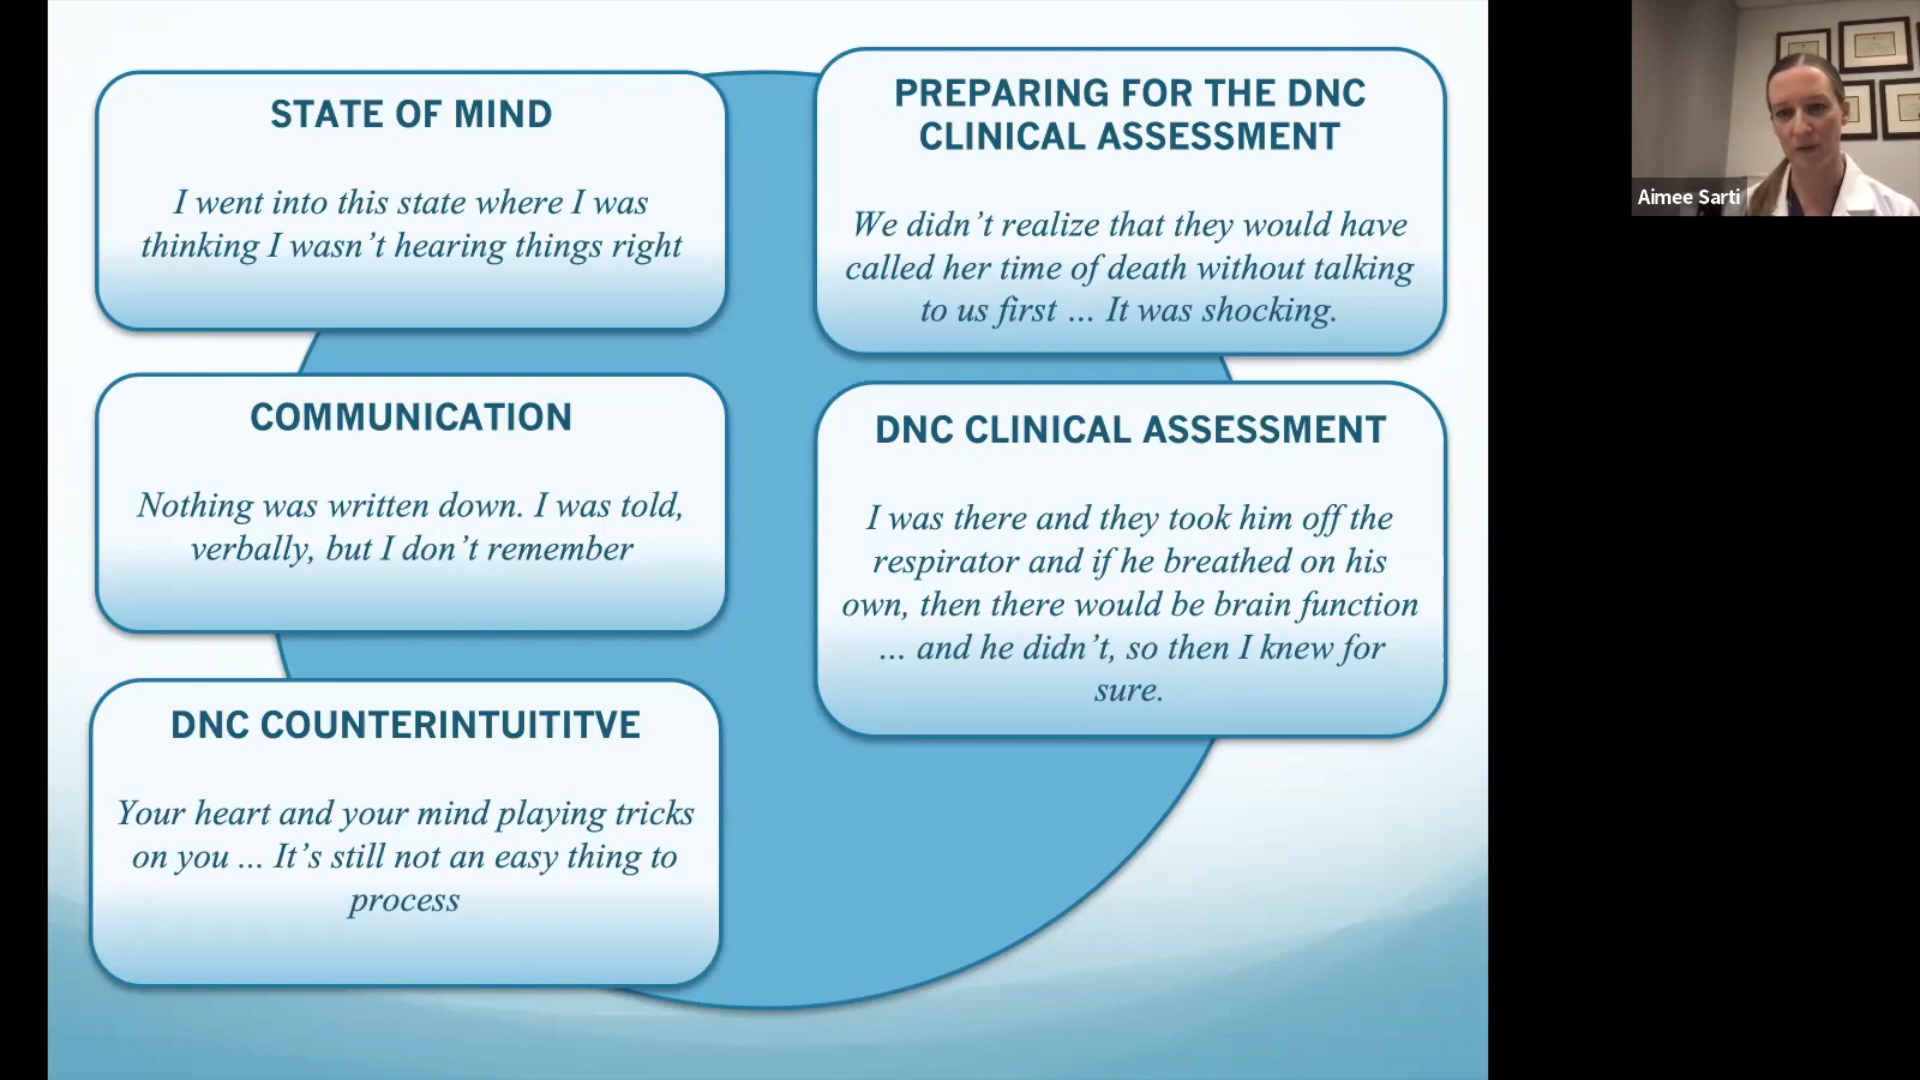 STATE OF MIND
I went into this state where I was
thinking I wasn't hearing things right
COMMUNICATION
Nothing was written down. I was told,
verbally, but I don't remember
DNC COUNTERINTUITITVE
Your heart and your mind playing tricks
on you ... It's still not an easy thing to
process
PREPARING FOR THE DNC
CLINICAL ASSESSMENT
We didn't realize that they would have
called her time of death without talking
to us first ... It was shocking.
DNC CLINICAL ASSESSMENT
I was there and they took him off the
respirator and if he breathed on his
own, then there would be brain function
... and he didn't, so then I knew for
sure.
Aimee Sarti